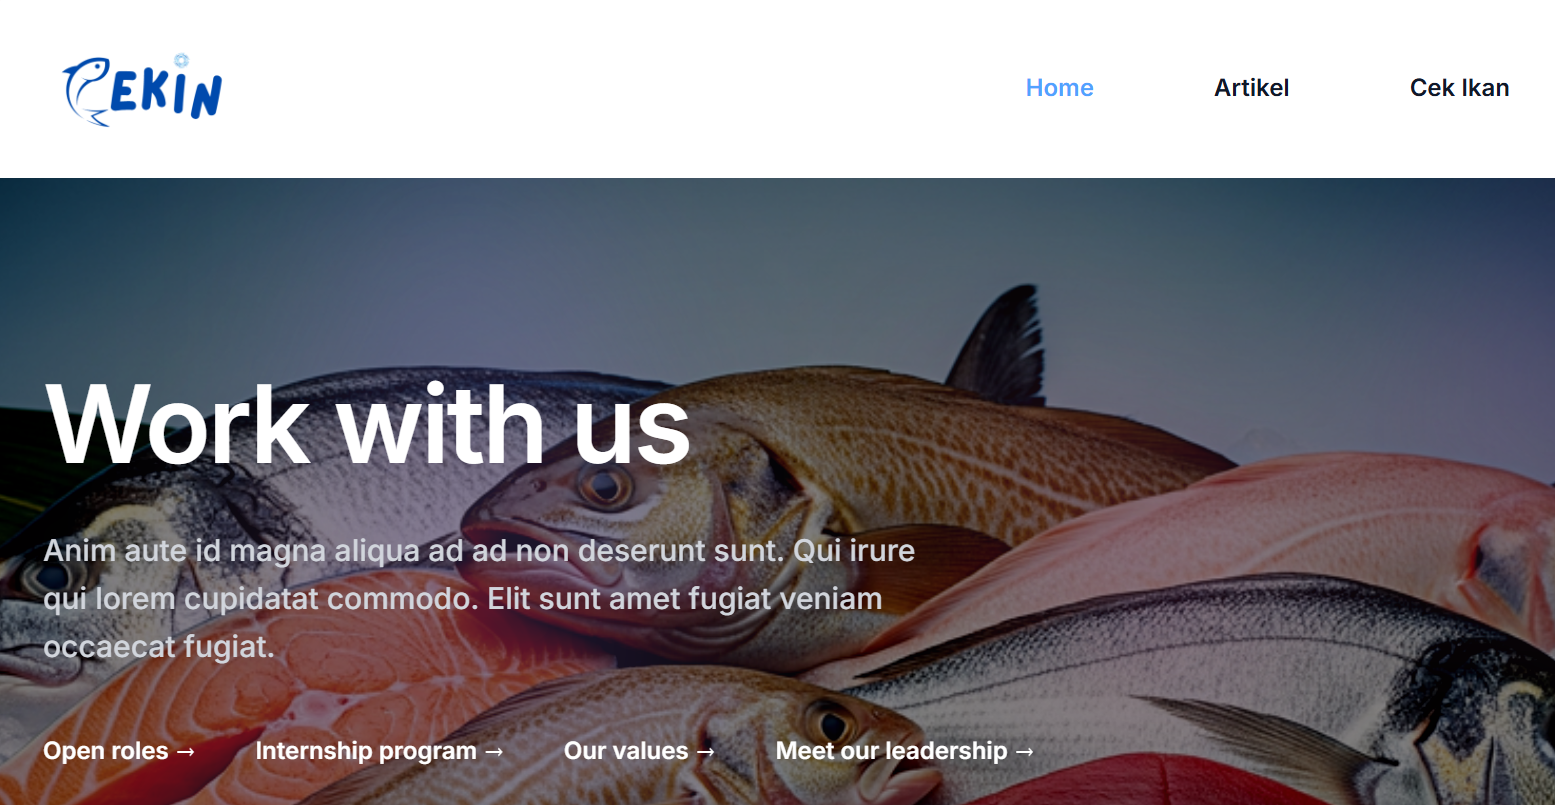 CEKIN
Home
Artikel
Cek Ikan
Work with us
Anim aute id magna aliqua ad ad non deserunt sunt. Qui irure
qui lorem cupidatat commodo. Elit sunt amet fugiat veniam
occaecat fugiat.
Open roles →
Internship program →
Our values →
Meet our leadership →